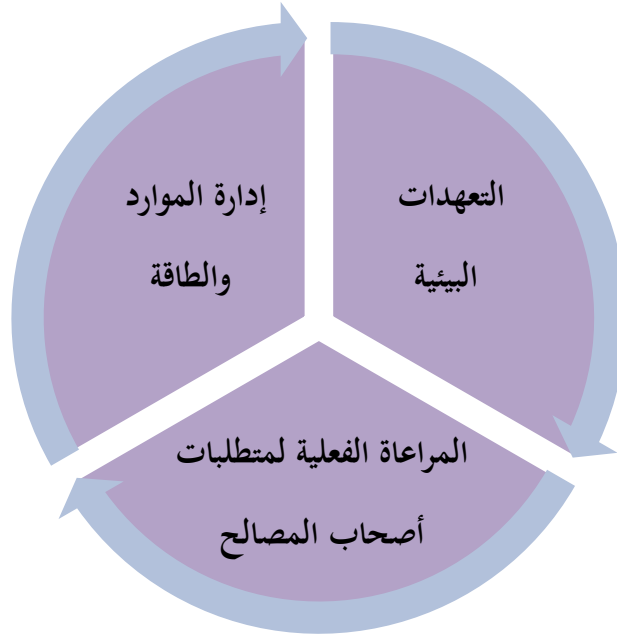 التعهدات
البيئية
إدارة الموارد
والطاقة
المراعاة الفعلية لمتطلبات
أصحاب المصالح